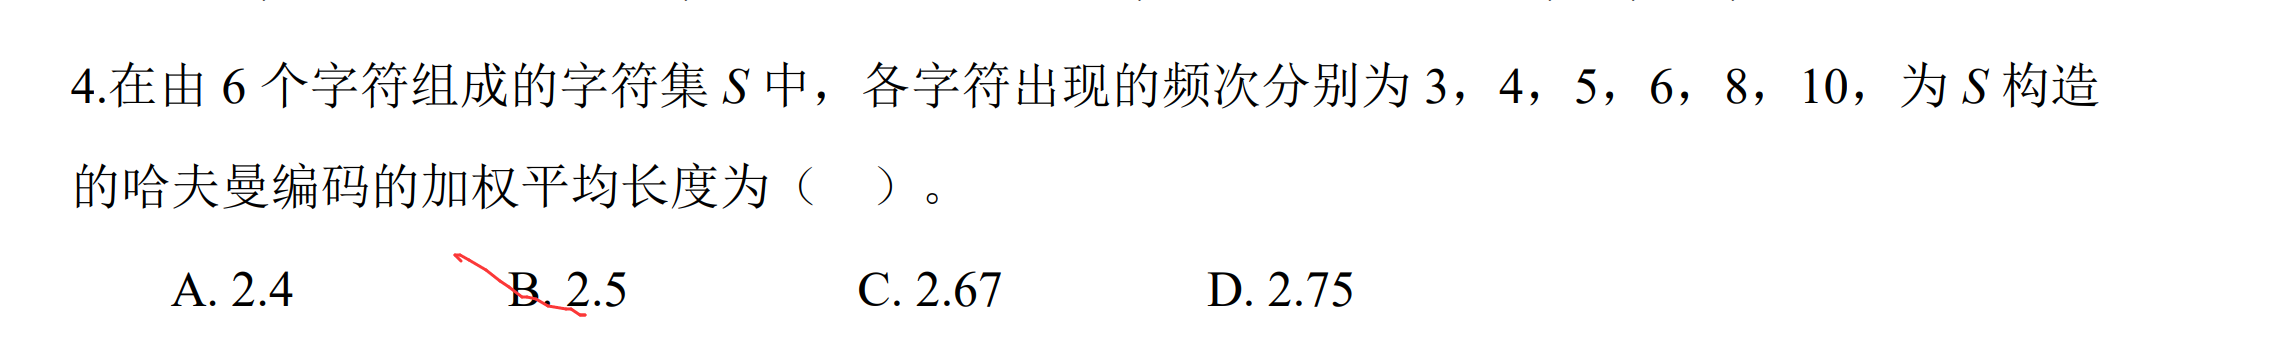 4.在由 6 个字符组成的字符集 S 中，各字符出现的频次分别为 3，4，5，6，8，10，为 S 构造
的哈夫曼编码的加权平均长度为（　）。
A. 2.4 B. 2.5 C. 2.67 D. 2.75